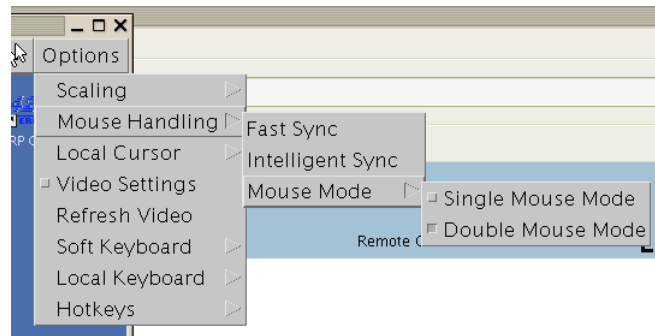 Options
Scaling
Mouse Handling
Local Cursor
Video Settings
Refresh Video
Soft Keyboard
Local Keyboard
Hotkeys
Fast Sync
Intelligent Sync
Mouse Mode
Single Mouse Mode
Double Mouse Mode
Remote